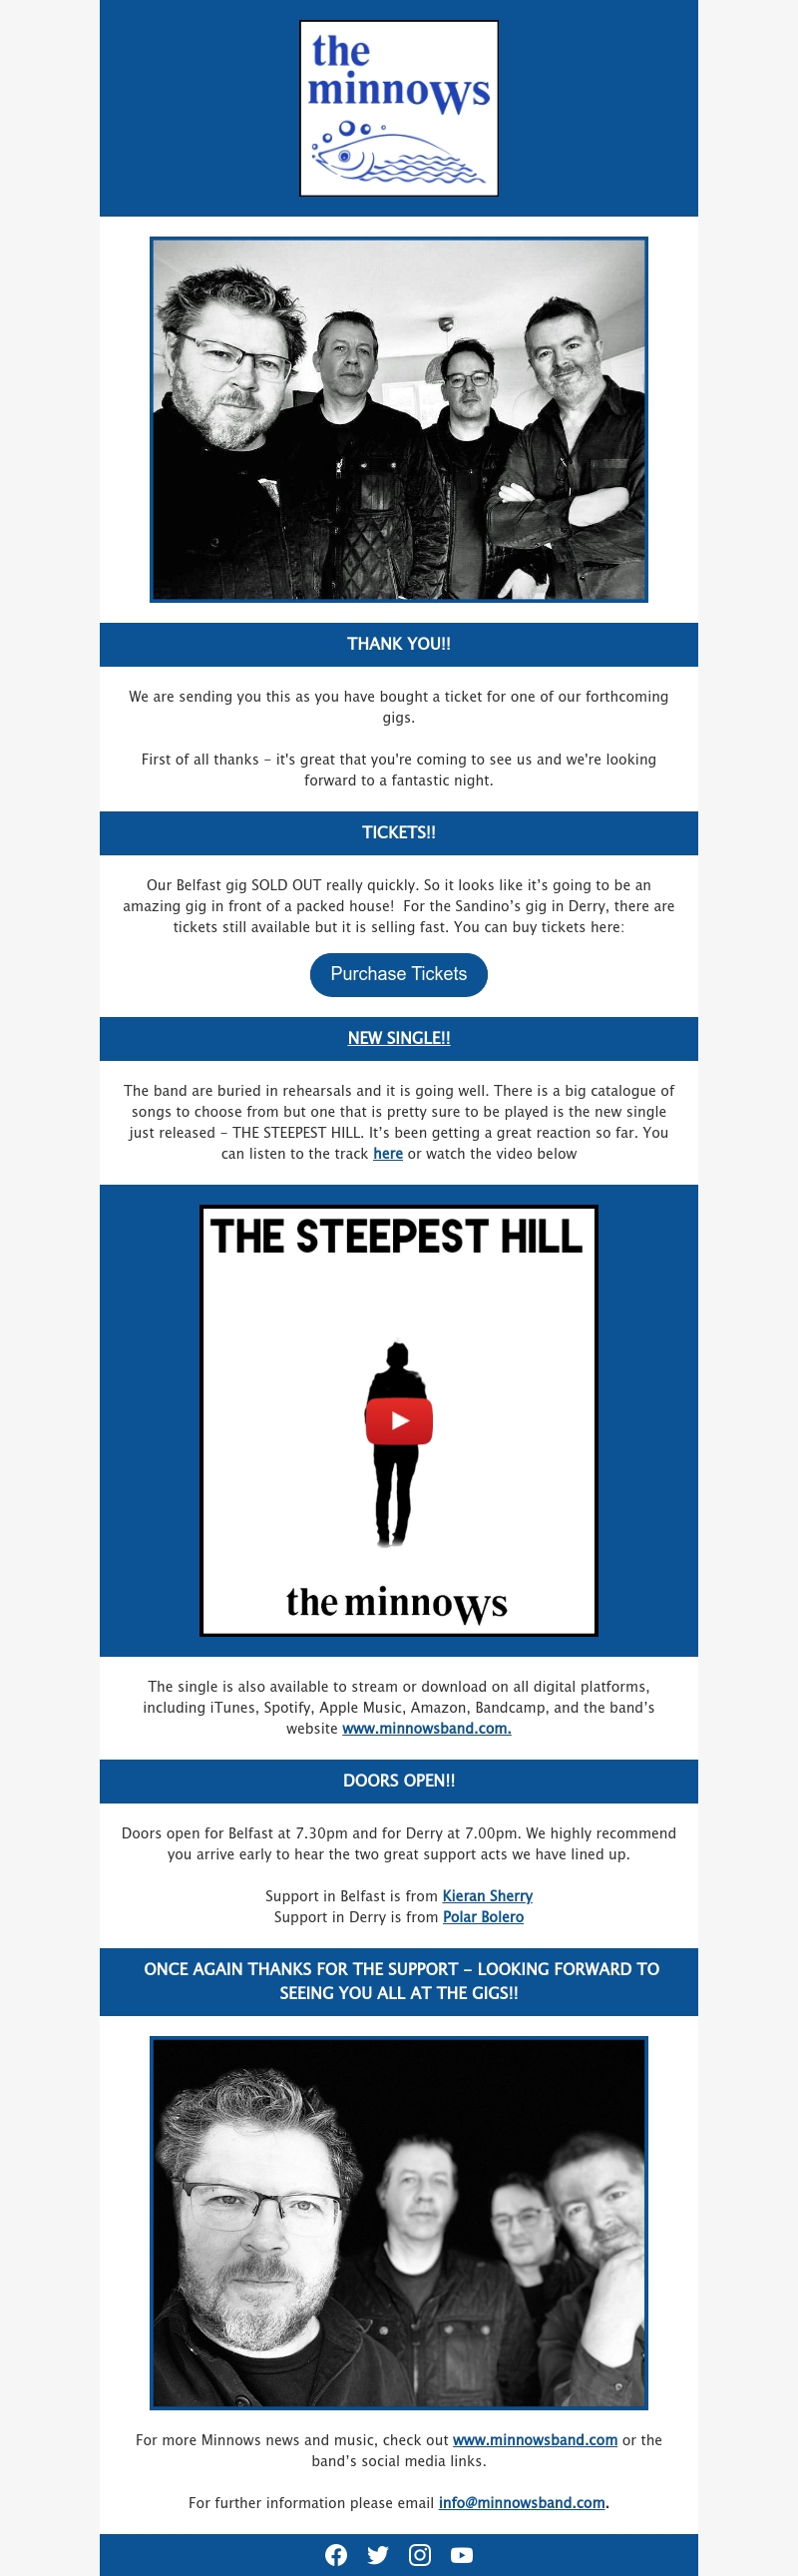 the
minnows
THANK YOU!!
We are sending you this as you have bought a ticket for one of our forthcoming
gigs.
First of all thanks – it's great that you're coming to see us and we're looking
forward to a fantastic night.
TICKETS!!
Our Belfast gig SOLD OUT really quickly. So it looks like it’s going to be an
amazing gig in front of a packed house!  For the Sandino’s gig in Derry, there are
tickets still available but it is selling fast. You can buy tickets here:
Purchase Tickets
NEW SINGLE!!
The band are buried in rehearsals and it is going well. There is a big catalogue of
songs to choose from but one that is pretty sure to be played is the new single
just released – THE STEEPEST HILL. It’s been getting a great reaction so far. You
can listen to the track here or watch the video below
THE STEEPEST HILL
the minnows
The single is also available to stream or download on all digital platforms,
including iTunes, Spotify, Apple Music, Amazon, Bandcamp, and the band’s
website www.minnowsband.com.
DOORS OPEN!!
Doors open for Belfast at 7.30pm and for Derry at 7.00pm. We highly recommend
you arrive early to hear the two great support acts we have lined up.
Support in Belfast is from Kieran Sherry
Support in Derry is from Polar Bolero
ONCE AGAIN THANKS FOR THE SUPPORT – LOOKING FORWARD TO
SEEING YOU ALL AT THE GIGS!!
For more Minnows news and music, check out www.minnowsband.com or the
band’s social media links.
For further information please email info@minnowsband.com.